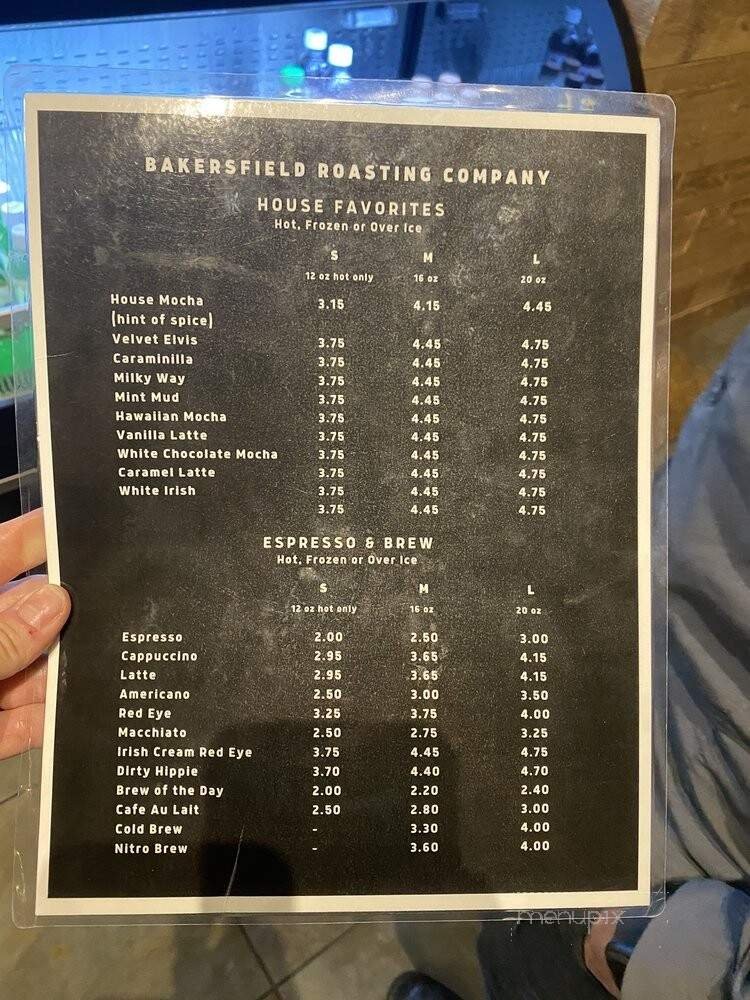 BAKERSFIELD ROASTING COMPANY
HOUSE FAVORITES
Hot, Frozen or Over Ice
S M L
12 oz hot only 16 oz 20 oz
House Mocha 3.15 4.15 4.45
(hint of spice)
Velvet Elvis 3.75 4.45 4.75
Caraminilla 3.75 4.45 4.75
Milky Way 3.75 4.45 4.75
Mint Mud 3.75 4.45 4.75
Hawaiian Mocha 3.75 4.45 4.75
Vanilla Latte 3.75 4.45 4.75
White Chocolate Mocha 3.75 4.45 4.75
Caramel Latte 3.75 4.45 4.75
White Irish 3.75 4.45 4.75
3.75 4.45 4.75
ESPRESSO & BREW
Hot, Frozen or Over Ice
S M L
12 oz hot only 16 oz 20 oz
Espresso 2.00 2.50 3.00
Cappuccino 2.95 3.65 4.15
Latte 2.95 3.65 4.15
Americano 2.50 3.00 3.50
Red Eye 3.25 3.75 4.00
Macchiato 2.50 2.75 3.25
Irish Cream Red Eye 3.75 4.45 4.75
Dirty Hippie 3.70 4.40 4.70
Brew of the Day 2.00 2.20 2.40
Cafe Au Lait 2.50 2.80 3.00
Cold Brew - 3.30 4.00
Nitro Brew - 3.60 4.00
menupix